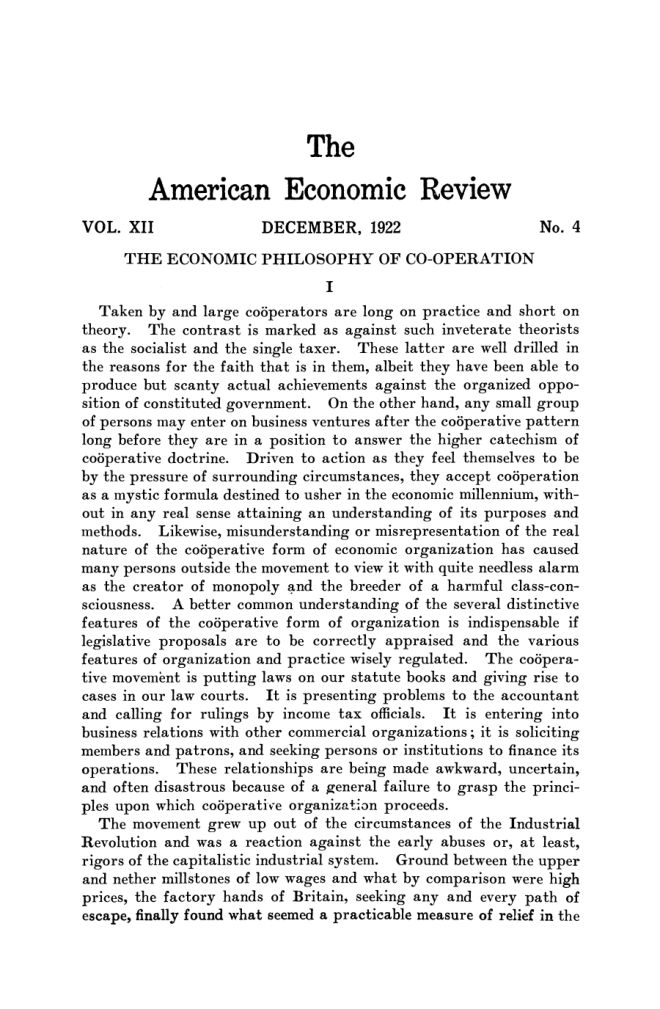 The
American Economic Review
VOL. XII DECEMBER, 1922 No. 4
THE ECONOMIC PHILOSOPHY OF CO-OPERATION
I
Taken by and large coöperators are long on practice and short on
theory. The contrast is marked as against such inveterate theorists
as the socialist and the single taxer. These latter are well drilled in
the reasons for the faith that is in them, albeit they have been able to
produce but scanty actual achievements against the organized oppo-
sition of constituted government. On the other hand, any small group
of persons may enter on business ventures after the coöperative pattern
long before they are in a position to answer the higher catechism of
coöperative doctrine. Driven to action as they feel themselves to be
by the pressure of surrounding circumstances, they accept coöperation
as a mystic formula destined to usher in the economic millennium, with-
out in any real sense attaining an understanding of its purposes and
methods. Likewise, misunderstanding or misrepresentation of the real
nature of the coöperative form of economic organization has caused
many persons outside the movement to view it with quite needless alarm
as the creator of monopoly and the breeder of a harmful class-con-
sciousness. A better common understanding of the several distinctive
features of the coöperative form of organization is indispensable if
legislative proposals are to be correctly appraised and the various
features of organization and practice wisely regulated. The coöpera-
tive movement is putting laws on our statute books and giving rise to
cases in our law courts. It is presenting problems to the accountant
and calling for rulings by income tax officials. It is entering into
business relations with other commercial organizations; it is soliciting
members and patrons, and seeking persons or institutions to finance its
operations. These relationships are being made awkward, uncertain,
and often disastrous because of a general failure to grasp the princi-
ples upon which coöperative organization proceeds.
The movement grew up out of the circumstances of the Industrial
Revolution and was a reaction against the early abuses or, at least,
rigors of the capitalistic industrial system. Ground between the upper
and nether millstones of low wages and what by comparison were high
prices, the factory hands of Britain, seeking any and every path of
escape, finally found what seemed a practicable measure of relief in the